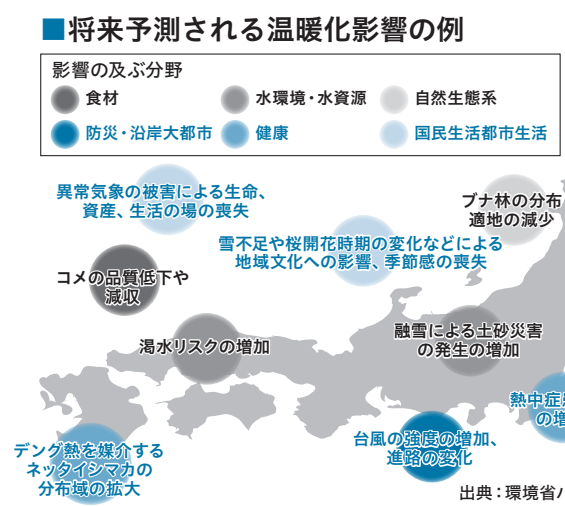 ■将来予測される温暖化影響の例
影響の及ぶ分野
食材
水環境・水資源
自然生態系
防災・沿岸大都市
健康
国民生活都市生活
異常気象の被害による生命、
資産、生活の場の喪失
ブナ林の分布
適地の減少
雪不足や桜開花時期の変化などによる
地域文化への影響、季節感の喪失
コメの品質低下や
減収
渇水リスクの増加
融雪による土砂災害
の発生の増加
熱中症
の増
台風の強度の増加、
進路の変化
デング熱を媒介する
ネッタイシマカの
分布域の拡大
出典：環境省